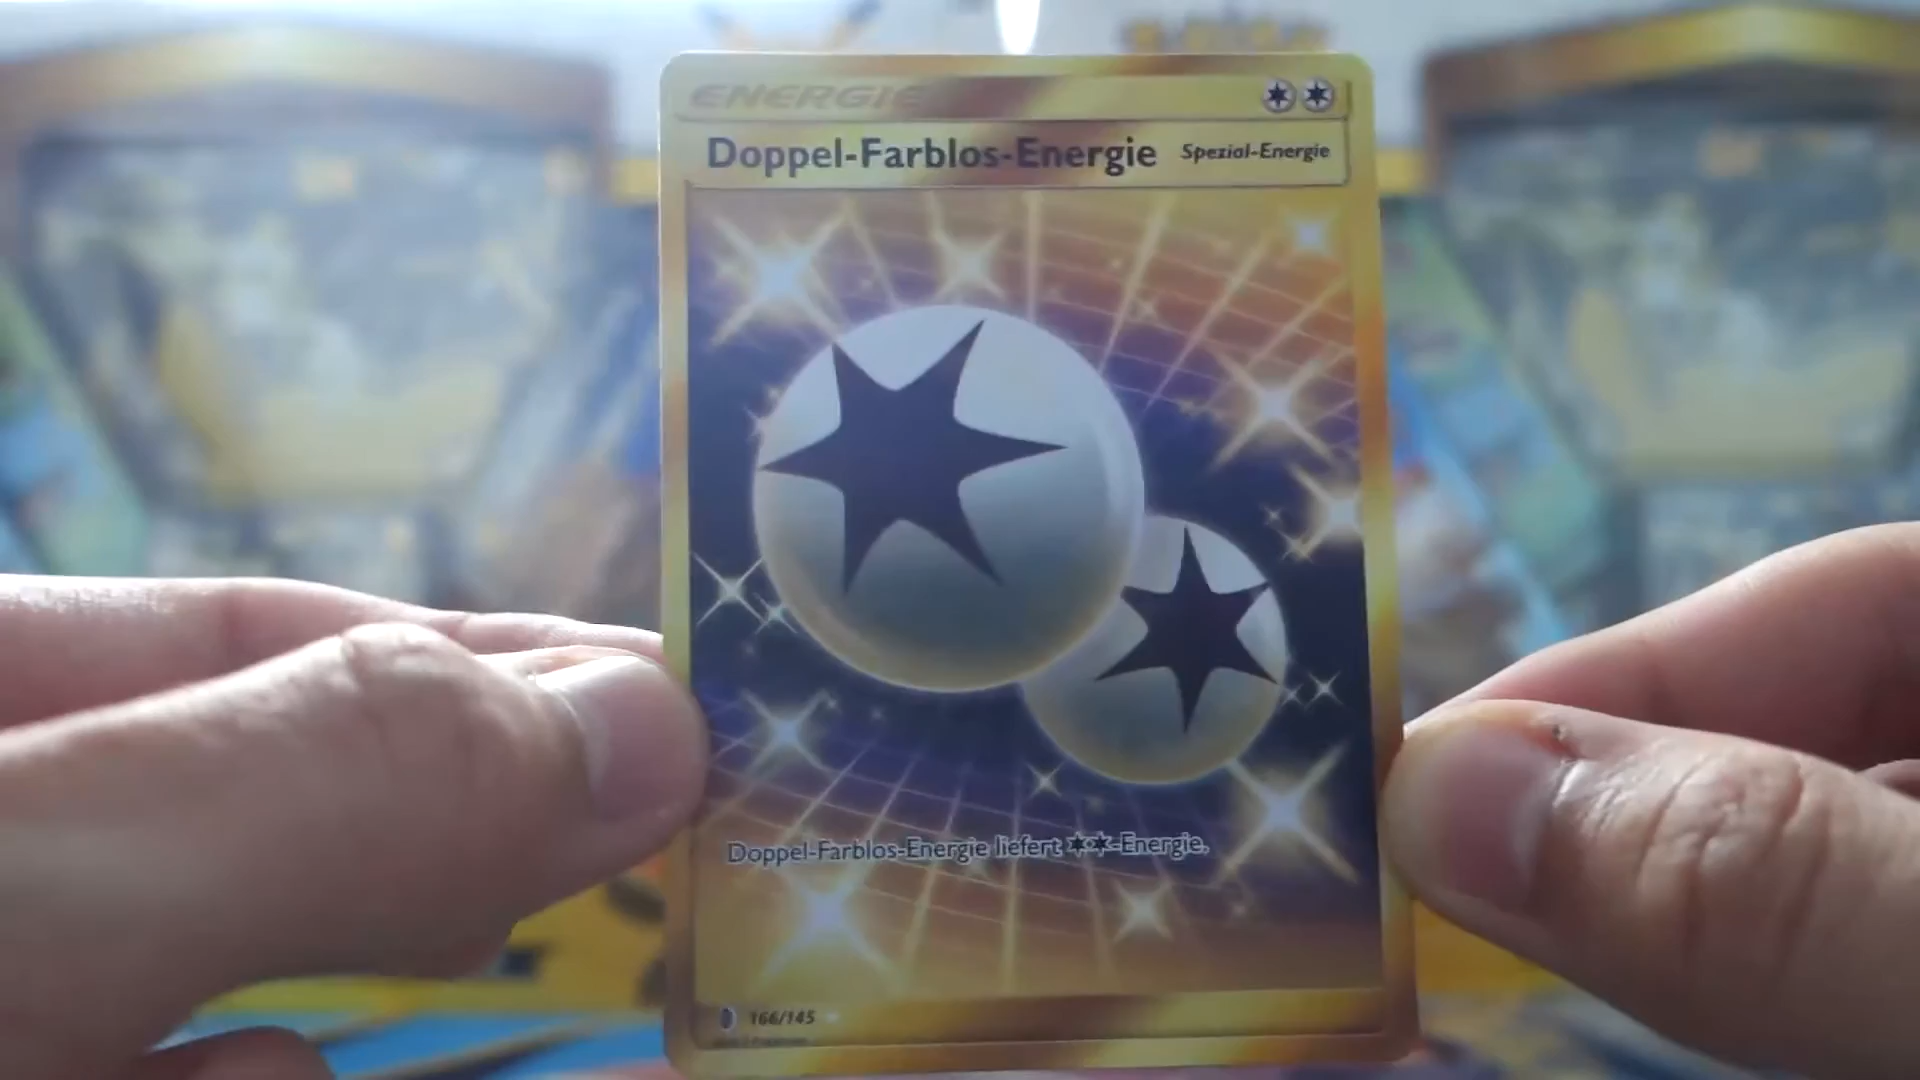 ENERGIE
Doppel-Farblos-Energie Spezial-Energie
Doppel-Farblos-Energie liefert ✶✶-Energie.
166/145